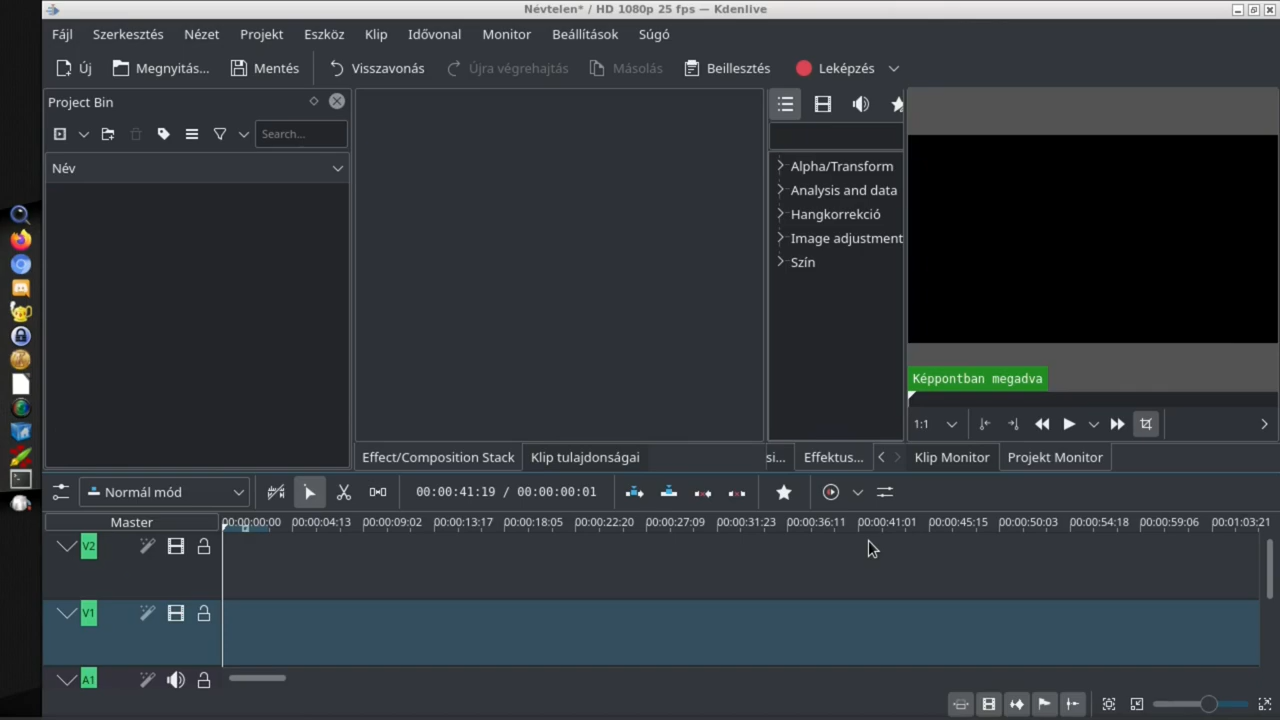 Névtelen* / HD 1080p 25 fps — Kdenlive
Fájl Szerkesztés Nézet Projekt Eszköz Klip Idővonal Monitor Beállítások Súgó
Új Megnyitás... Mentés Visszavonás Újra végrehajtás Másolás Beillesztés Leképzés
Project Bin
Search...
Név
Alpha/Transform
Analysis and data
Hangkorrekció
Image adjustment
Szín
Képpontban megadva
1:1
Effect/Composition Stack Klip tulajdonságai si... Effektus... Klip Monitor Projekt Monitor
Normál mód 00:00:41:19 / 00:00:00:01
Master 00:00:00:00 00:00:04:13 00:00:09:02 00:00:13:17 00:00:18:05 00:00:22:20 00:00:27:09 00:00:31:23 00:00:36:11 00:00:41:01 00:00:45:15 00:00:50:03 00:00:54:18 00:00:59:06 00:01:03:21
V2
V1
A1